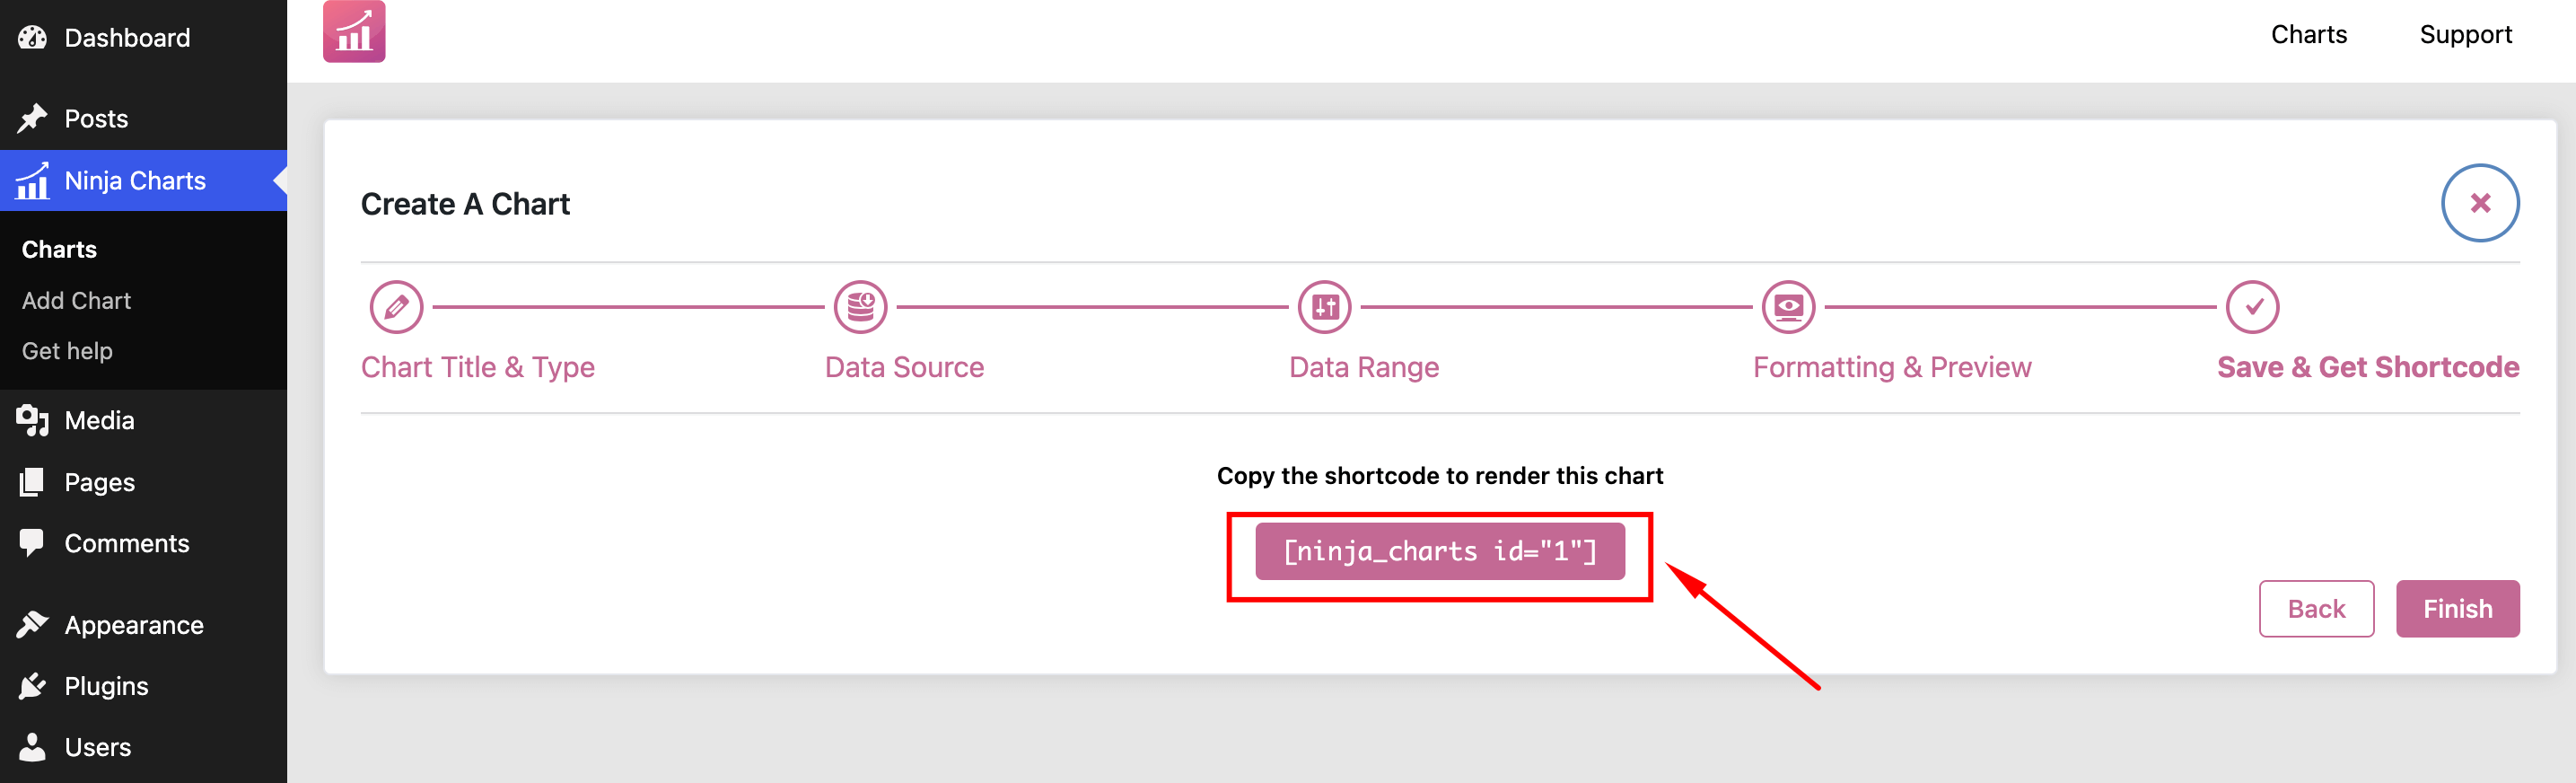 Dashboard
Posts
Ninja Charts
Charts
Add Chart
Get help
Media
Pages
Comments
Appearance
Plugins
Users
Charts Support
Create A Chart
Chart Title & Type Data Source Data Range Formatting & Preview Save & Get Shortcode
Copy the shortcode to render this chart
[ninja_charts id="1"]
Back Finish